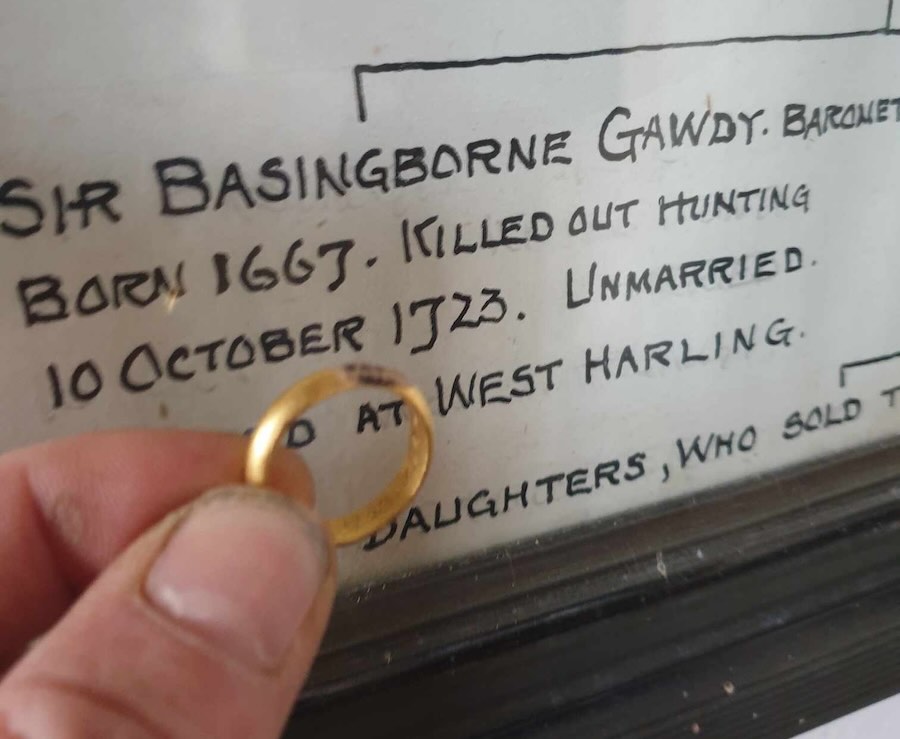 SIR BASINGBORNE GAWDY. BARONET
BORN 1667. KILLED OUT HUNTING
10 OCTOBER 1723. UNMARRIED.
AT WEST HARLING.
DAUGHTERS, WHO SOLD